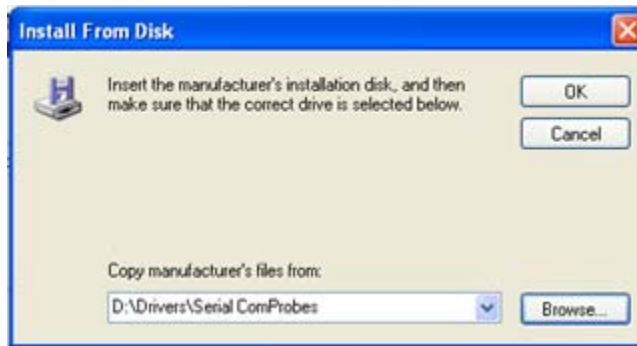 Install From Disk
Insert the manufacturer's installation disk, and then
make sure that the correct drive is selected below.
OK
Cancel
Copy manufacturer's files from:
D:\Drivers\Serial ComProbes
Browse...